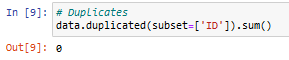 In [9]: # Duplicates
data.duplicated(subset=['ID']).sum()
Out[9]: 0